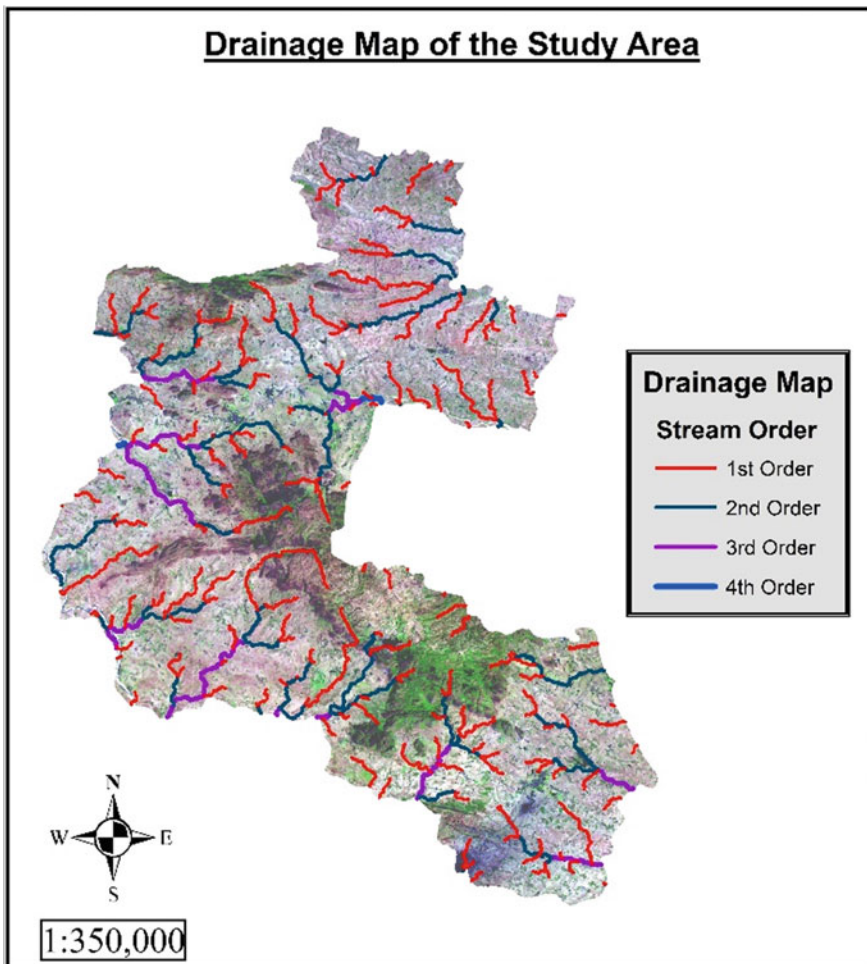 Drainage Map of the Study Area
Drainage Map
Stream Order
1st Order
2nd Order
3rd Order
4th Order
N
W E
S
1:350,000